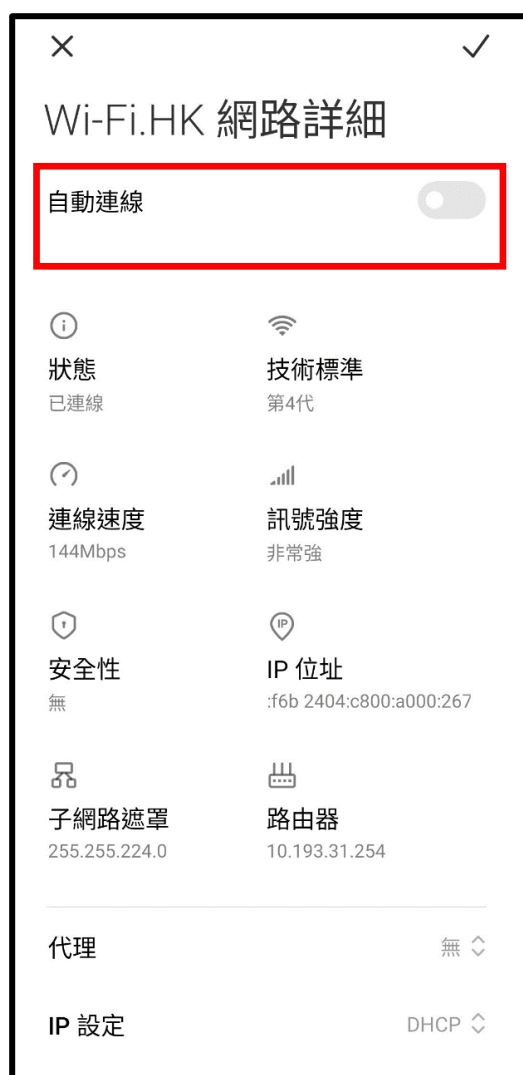 Wi-Fi.HK 網路詳細
自動連線
狀態
已連線
技術標準
第4代
連線速度
144Mbps
訊號強度
非常強
安全性
無
IP
IP 位址
:f6b 2404:c800:a000:267
子網路遮罩
255.255.224.0
路由器
10.193.31.254
代理
無
IP 設定
DHCP